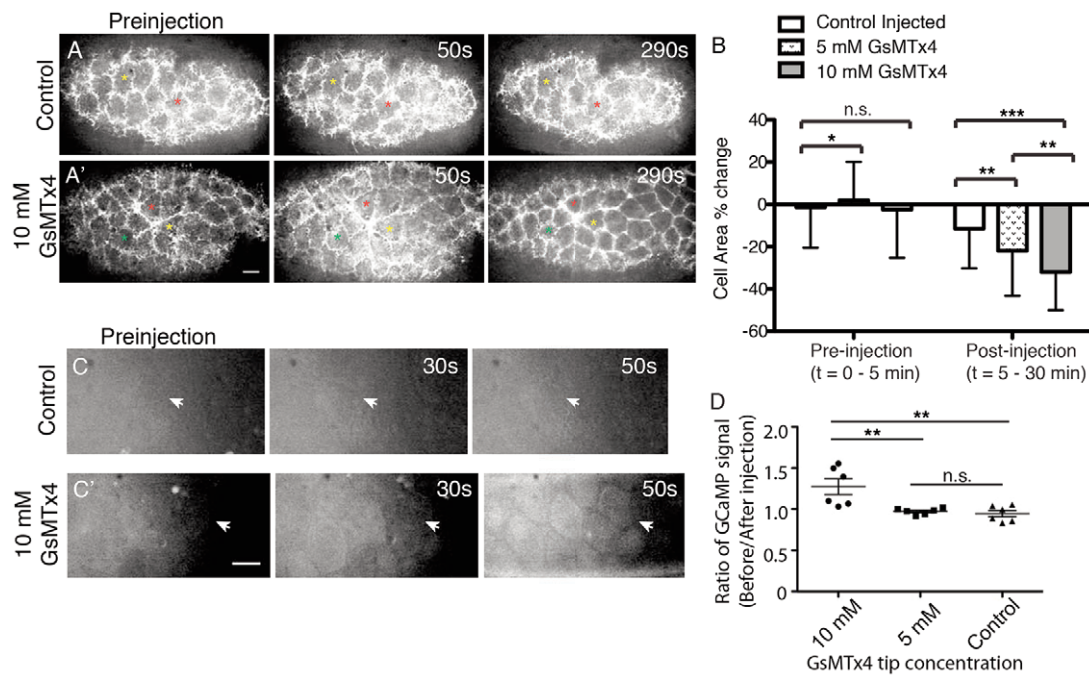 Preinjection
A
50s
290s
Control
*
*
*
*
*
*
A'
50s
290s
10 mM
GsMTx4
*
*
*
*
*
*
*
*
*
B
Control Injected
5 mM GsMTx4
10 mM GsMTx4
n.s.
*
***
**
**
40
20
0
-20
-40
-60
Cell Area % change
Pre-injection
(t = 0 - 5 min)
Post-injection
(t = 5 - 30 min)
Preinjection
C
30s
50s
Control
C'
30s
50s
10 mM
GsMTx4
D
**
**
n.s.
2.0
1.5
1.0
0.5
0
Ratio of GCaMP signal
(Before/After injection)
10 mM
5 mM
Control
GsMTx4 tip concentration